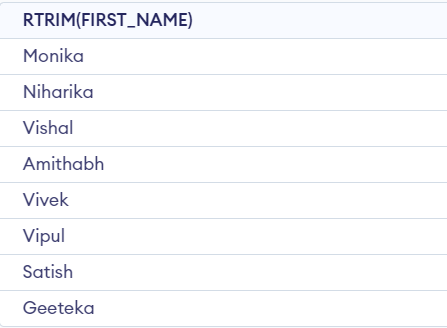 RTRIM(FIRST_NAME)
Monika
Niharika
Vishal
Amithabh
Vivek
Vipul
Satish
Geeteka